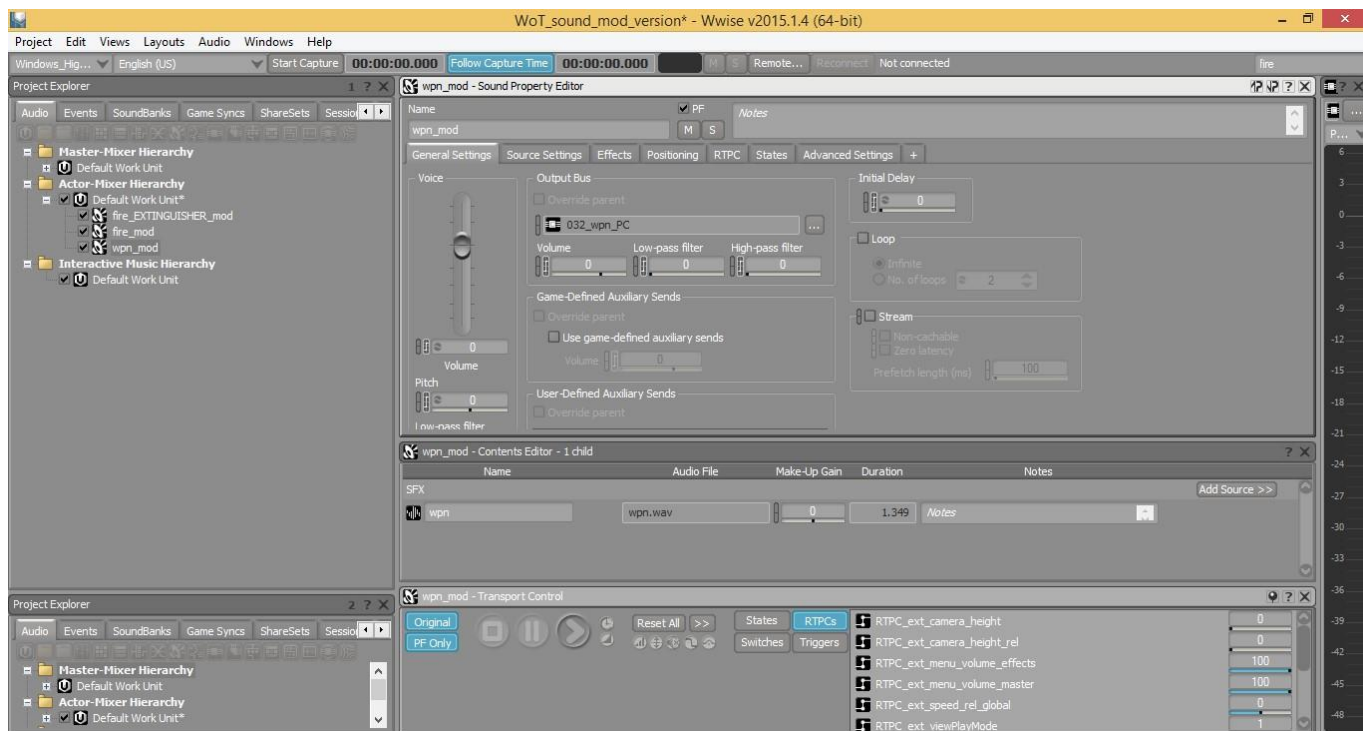 WoT_sound_mod_version* - Wwise v2015.1.4 (64-bit)
Project Edit Views Layouts Audio Windows Help
Windows_Hig... English (US) Start Capture 00:00:00.000 Follow Capture Time 00:00:00.000 M S Remote... Reconnect Not connected fire
Project Explorer 1 ? X
Audio Events SoundBanks Game Syncs ShareSets Session
Master-Mixer Hierarchy
Default Work Unit
Actor-Mixer Hierarchy
Default Work Unit*
fire_EXTINGUISHER_mod
fire_mod
wpn_mod
Interactive Music Hierarchy
Default Work Unit
wpn_mod - Sound Property Editor
Name PF Notes
wpn_mod M S
General Settings Source Settings Effects Positioning RTPC States Advanced Settings +
Voice
0
Volume
Pitch
0
Low-pass filter
Output Bus
Override parent
032_wpn_PC ...
Volume Low-pass filter High-pass filter
0 0 0
Game-Defined Auxiliary Sends
Override parent
Use game-defined auxiliary sends
Volume 0
User-Defined Auxiliary Sends
Override parent
Initial Delay
0
Loop
Infinite
No. of loops 2
Stream
Non-cachable
Zero latency
Prefetch length (ms) 100
wpn_mod - Contents Editor - 1 child ? X
Name Audio File Make-Up Gain Duration Notes
SFX Add Source >>
wpn wpn.wav 0 1.349 Notes
Project Explorer 2 ? X
Audio Events SoundBanks Game Syncs ShareSets Session
Master-Mixer Hierarchy
Default Work Unit
Actor-Mixer Hierarchy
Default Work Unit*
wpn_mod - Transport Control ? X
Original Reset All >> States RTPCs
PF Only Switches Triggers
RTPC_ext_camera_height 0
RTPC_ext_camera_height_rel 0
RTPC_ext_menu_volume_effects 100
RTPC_ext_menu_volume_master 100
RTPC_ext_speed_rel_global 0
RTPC_ext_viewPlayMode 1
? X
P...
6
3
0
-3
-6
-9
-12
-15
-18
-21
-24
-27
-30
-33
-36
-39
-42
-45
-48